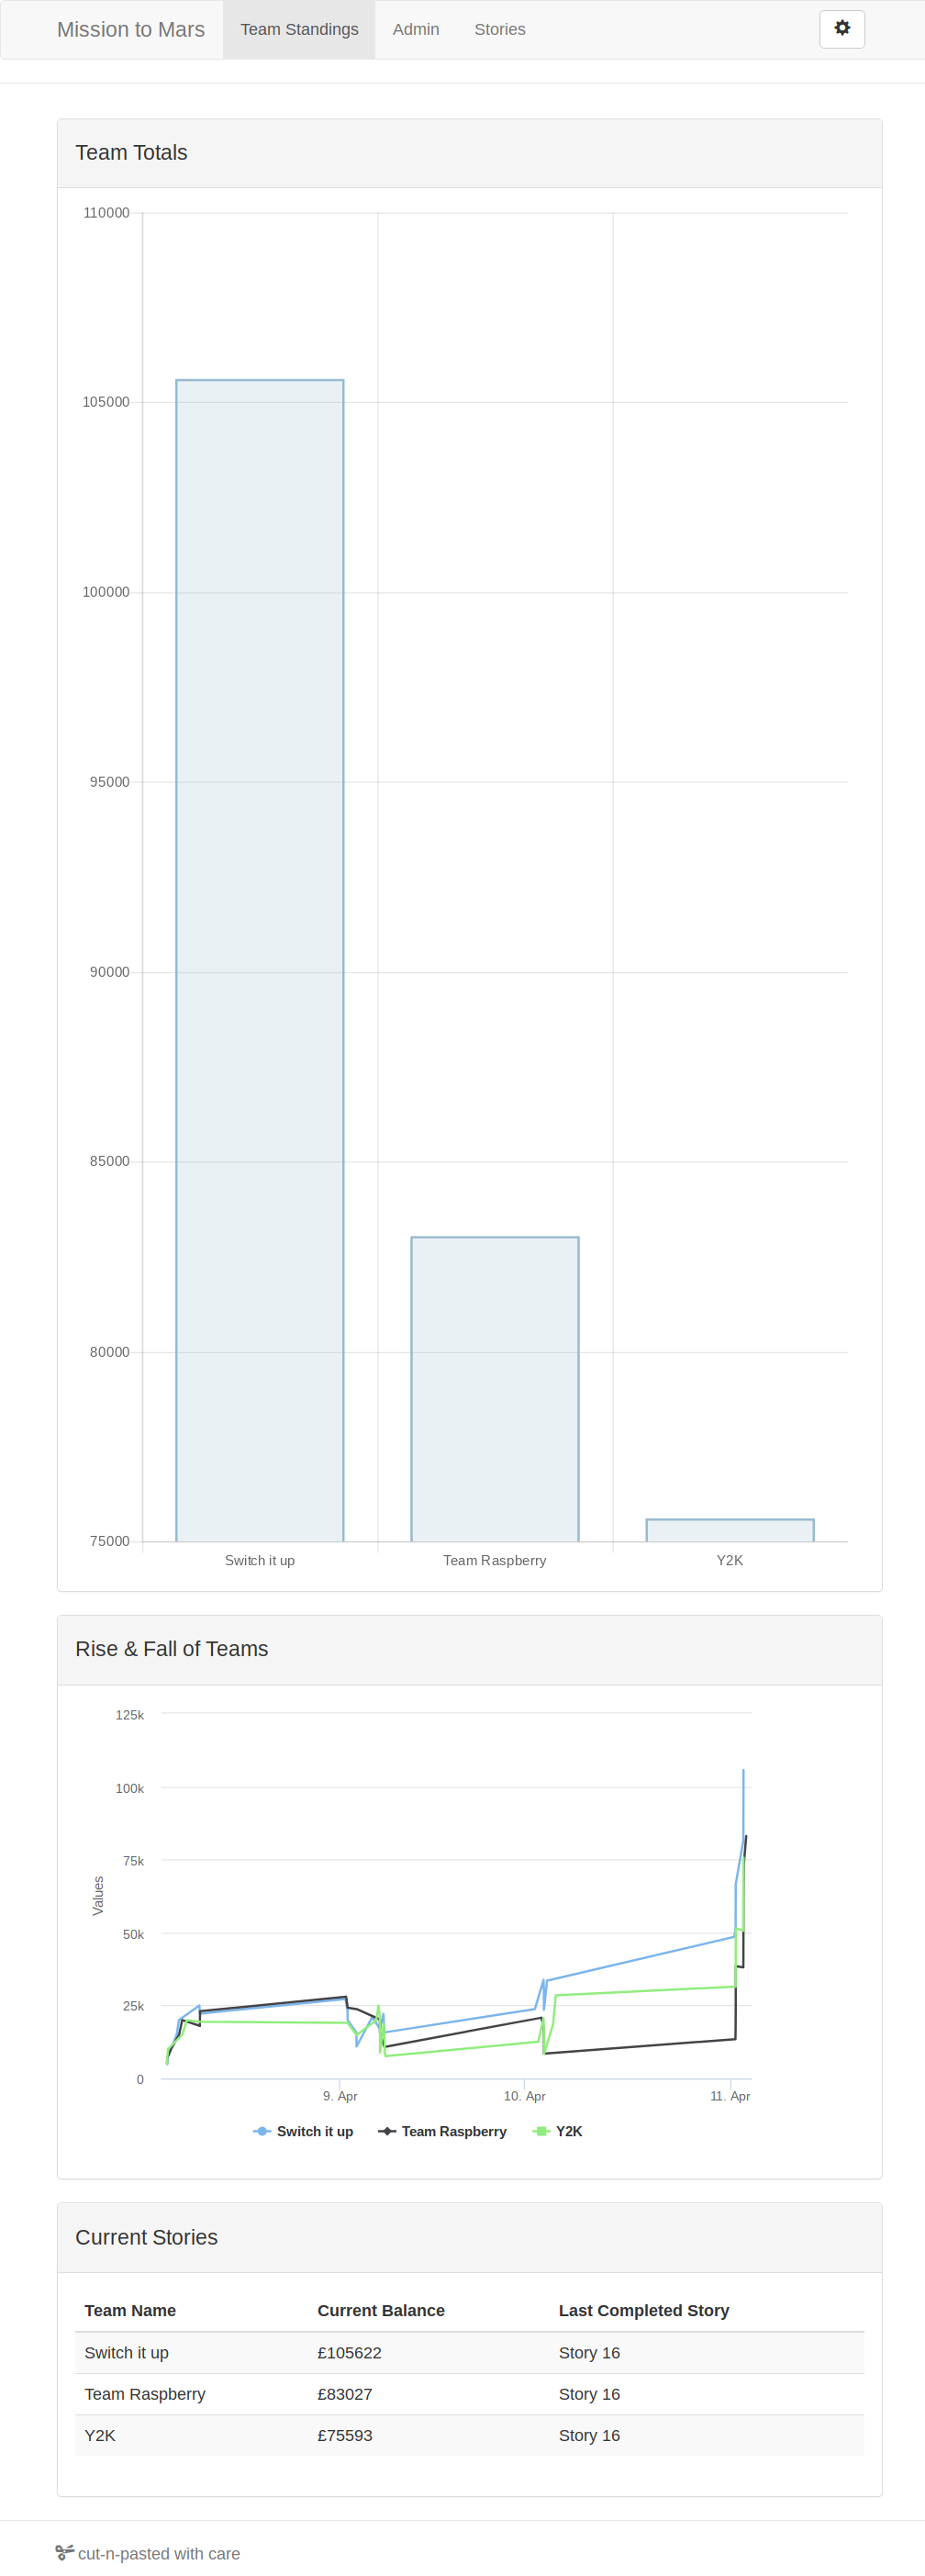 Mission to Mars Team Standings Admin Stories
Team Totals
110000
105000
100000
95000
90000
85000
80000
75000
Switch it up Team Raspberry Y2K
Rise & Fall of Teams
125k
100k
75k
50k
25k
0
Values
9. Apr 10. Apr 11. Apr
Switch it up Team Raspberry Y2K
Current Stories
Team Name Current Balance Last Completed Story
Switch it up £105622 Story 16
Team Raspberry £83027 Story 16
Y2K £75593 Story 16
cut-n-pasted with care